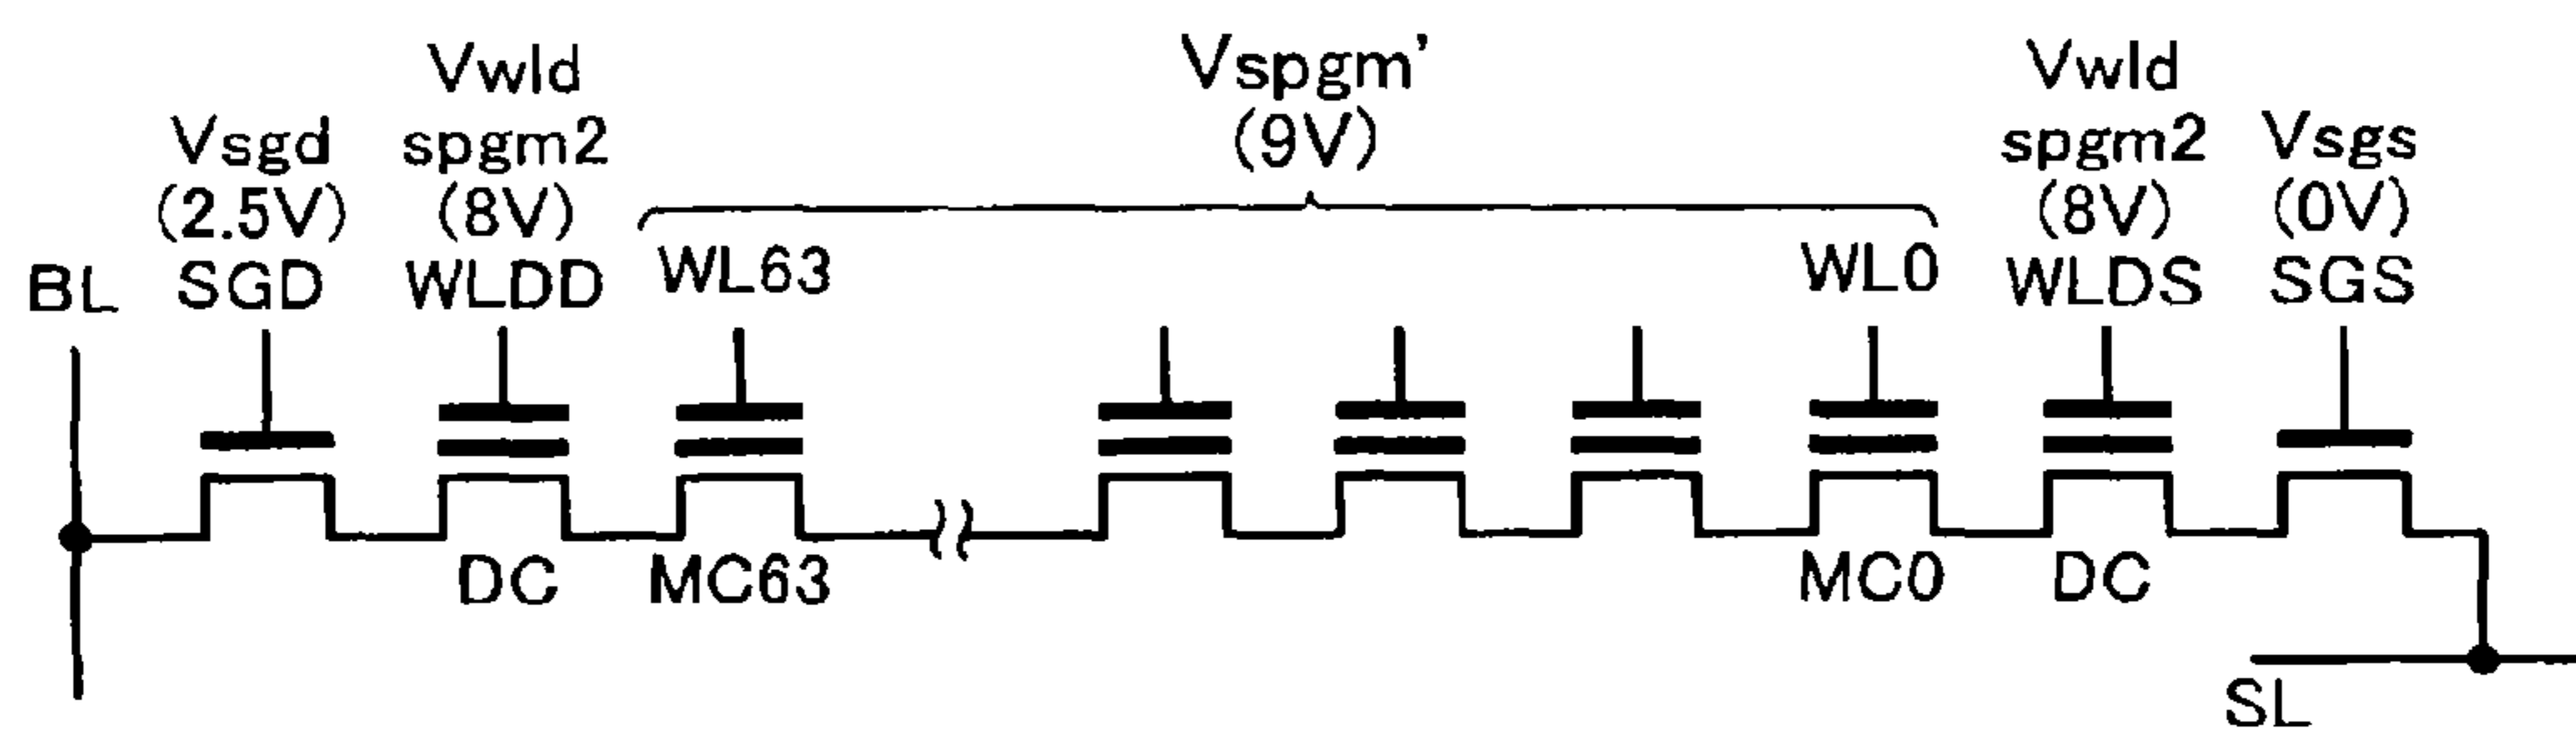 Vwld
spgm2
(8V)
WLDD
Vsgd
(2.5V)
SGD
BL
Vspgm’
(9V)
WL63
WL0
Vwld
spgm2
(8V)
WLDS
Vsgs
(0V)
SGS
DC
MC63
MC0
DC
SL